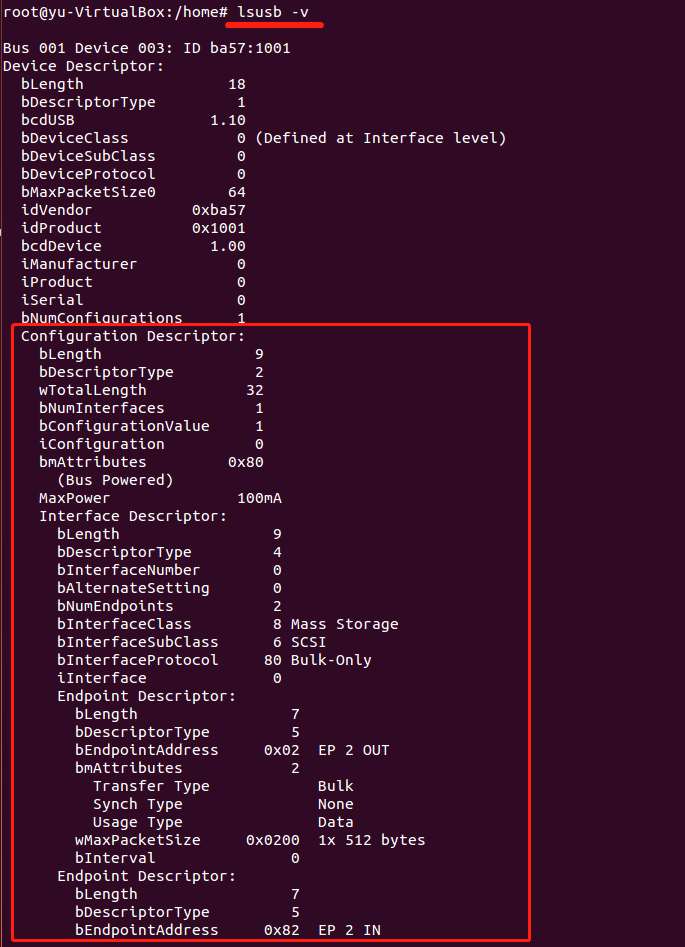 root@yu-VirtualBox:/home# lsusb -v
Bus 001 Device 003: ID ba57:1001
Device Descriptor:
  bLength                18
  bDescriptorType         1
  bcdUSB               1.10
  bDeviceClass            0 (Defined at Interface level)
  bDeviceSubClass         0
  bDeviceProtocol         0
  bMaxPacketSize0        64
  idVendor           0xba57
  idProduct          0x1001
  bcdDevice            1.00
  iManufacturer           0
  iProduct                0
  iSerial                 0
  bNumConfigurations      1
  Configuration Descriptor:
    bLength                 9
    bDescriptorType         2
    wTotalLength           32
    bNumInterfaces          1
    bConfigurationValue     1
    iConfiguration          0
    bmAttributes         0x80
      (Bus Powered)
    MaxPower              100mA
    Interface Descriptor:
      bLength                 9
      bDescriptorType         4
      bInterfaceNumber        0
      bAlternateSetting       0
      bNumEndpoints           2
      bInterfaceClass         8 Mass Storage
      bInterfaceSubClass      6 SCSI
      bInterfaceProtocol     80 Bulk-Only
      iInterface              0
      Endpoint Descriptor:
        bLength                 7
        bDescriptorType         5
        bEndpointAddress     0x02  EP 2 OUT
        bmAttributes            2
          Transfer Type            Bulk
          Synch Type               None
          Usage Type               Data
        wMaxPacketSize     0x0200  1x 512 bytes
        bInterval               0
      Endpoint Descriptor:
        bLength                 7
        bDescriptorType         5
        bEndpointAddress     0x82  EP 2 IN